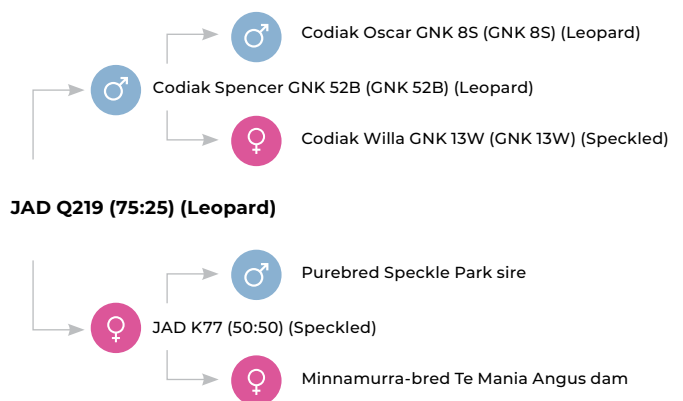 Codiak Oscar GNK 8S (GNK 8S) (Leopard)
Codiak Spencer GNK 52B (GNK 52B) (Leopard)
Codiak Willa GNK 13W (GNK 13W) (Speckled)
JAD Q219 (75:25) (Leopard)
Purebred Speckle Park sire
JAD K77 (50:50) (Speckled)
Minnamurra-bred Te Mania Angus dam